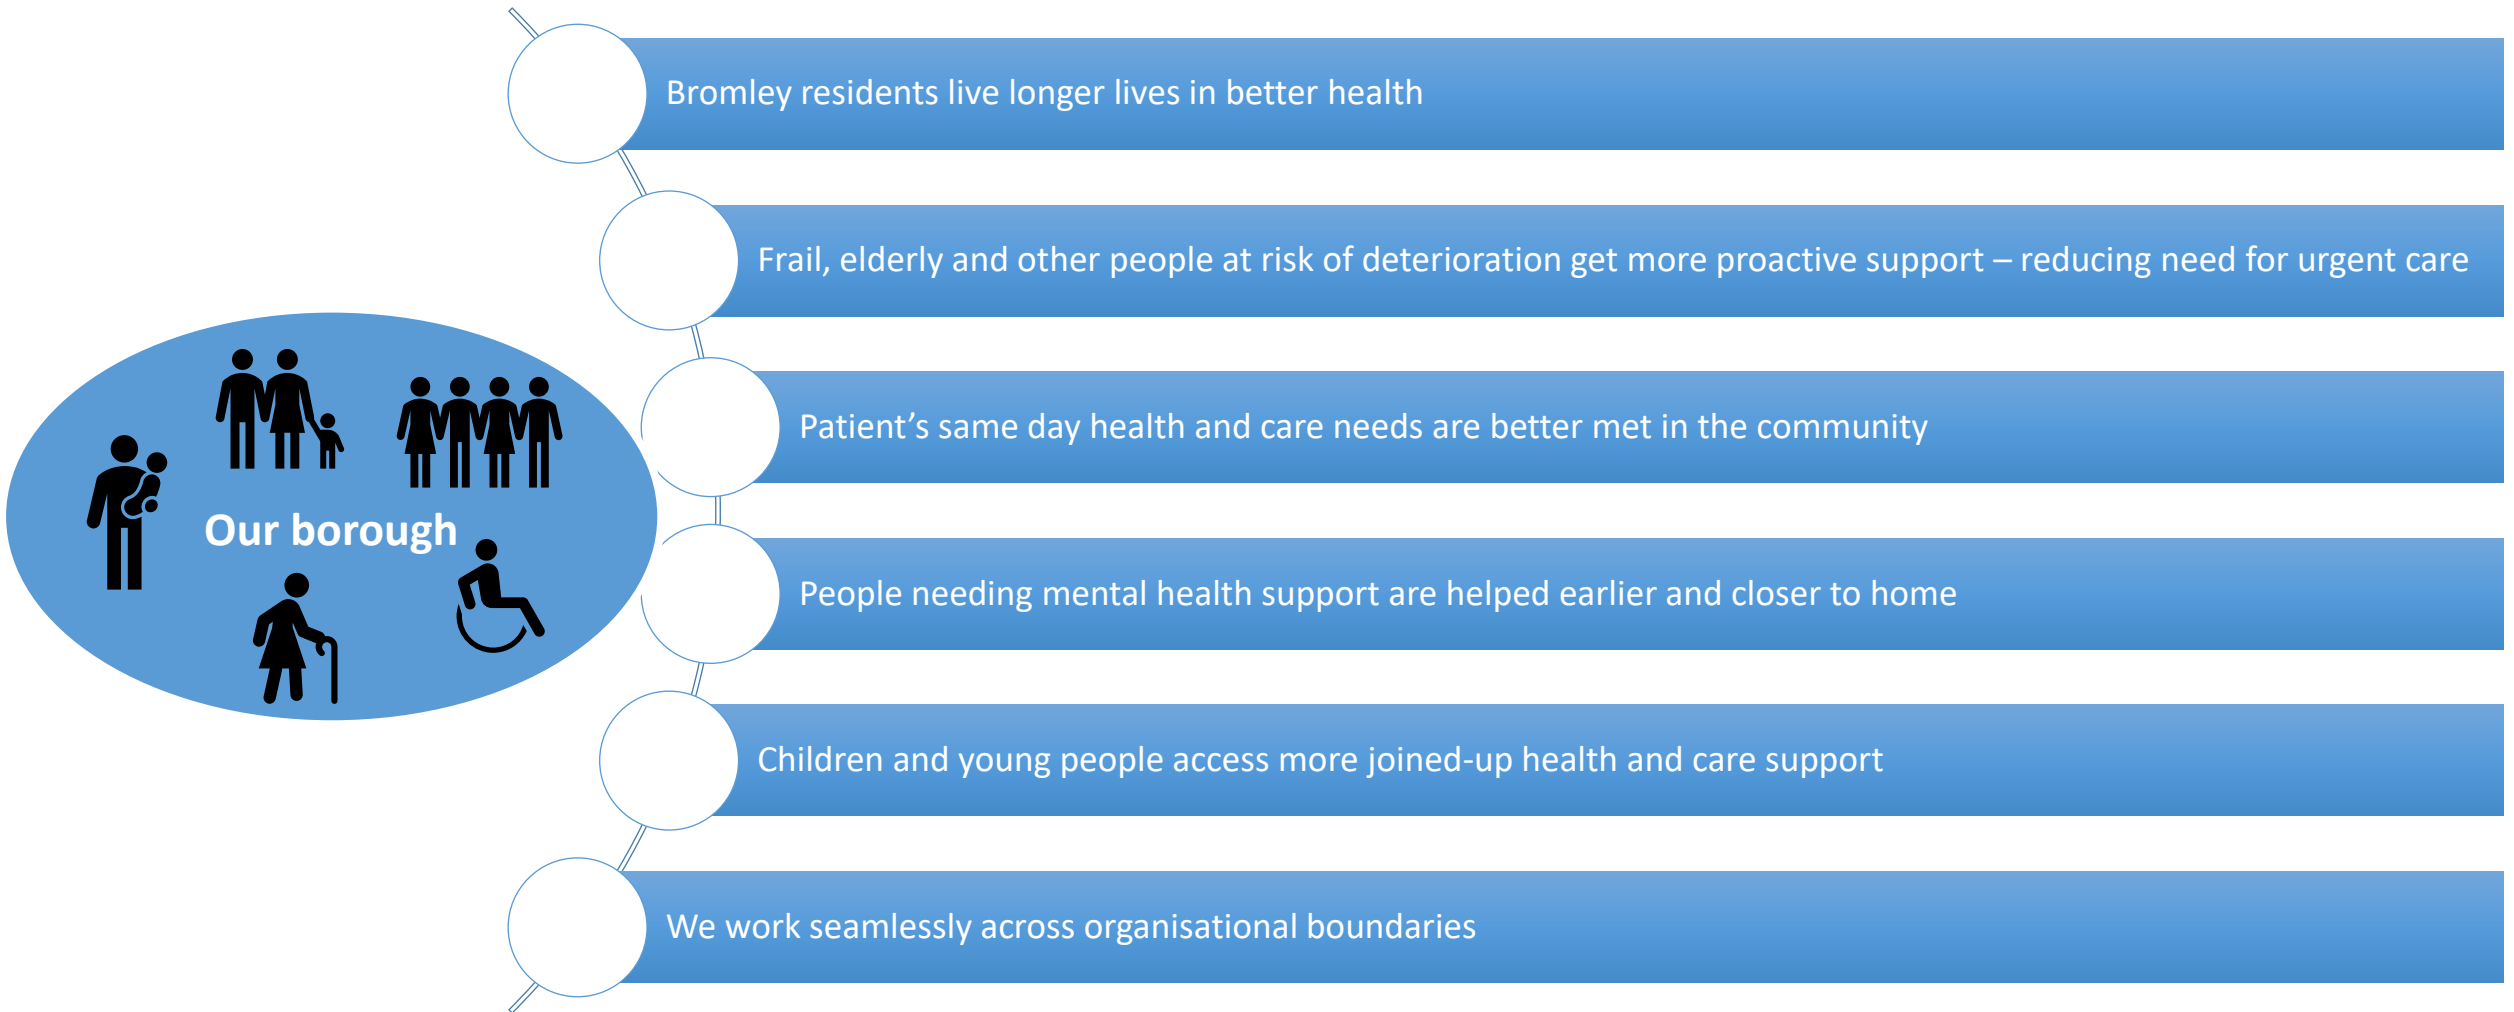 Bromley residents live longer lives in better health
Frail, elderly and other people at risk of deterioration get more proactive support – reducing need for urgent care
Patient’s same day health and care needs are better met in the community
Our borough
People needing mental health support are helped earlier and closer to home
Children and young people access more joined-up health and care support
We work seamlessly across organisational boundaries